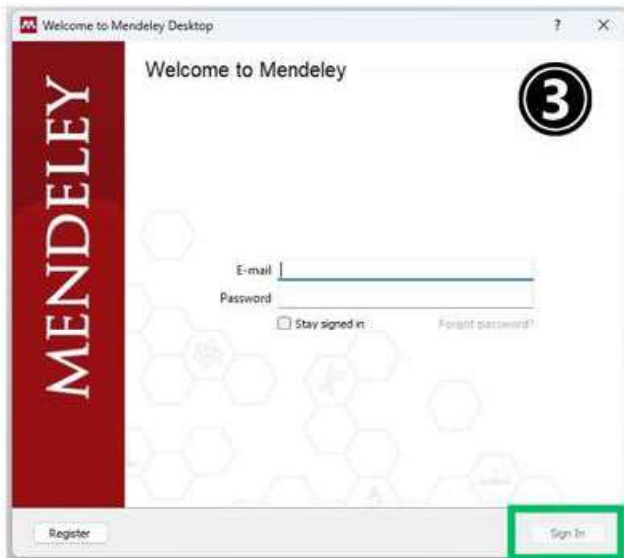 Welcome to Mendeley Desktop ? X
Welcome to Mendeley
3
MENDELEY
E-mail
Password
Stay signed in Forgot password?
Register Sign In